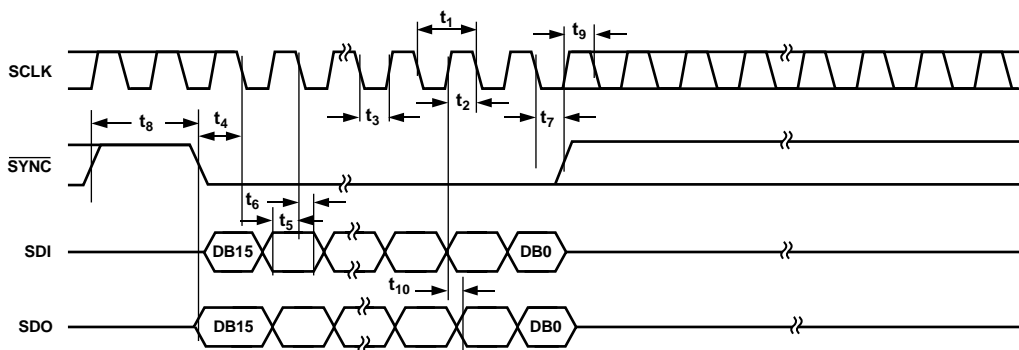 t1
t9
SCLK
t2
t3
t8
t4
t7
SYNC
t6
t5
SDI
DB15
DB0
t10
SDO
DB15
DB0